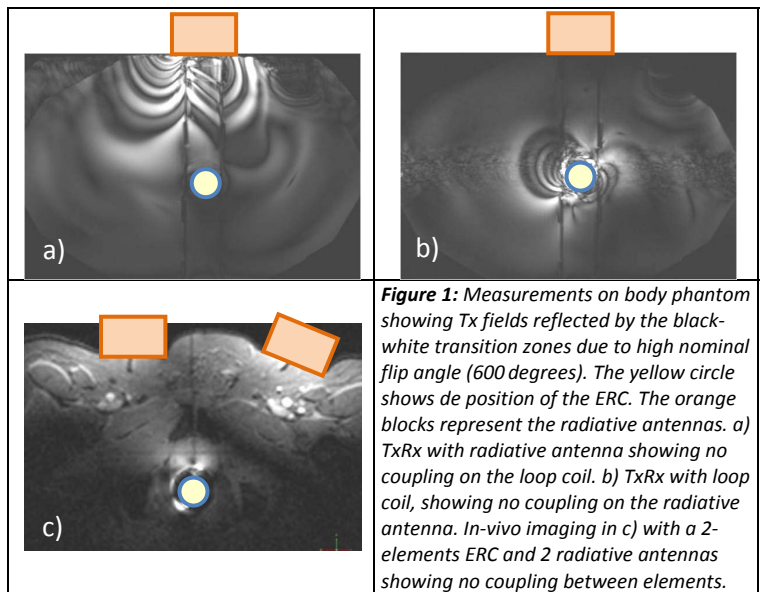 a)
b)
c)
Figure 1: Measurements on body phantom
showing Tx fields reflected by the black-
white transition zones due to high nominal
flip angle (600 degrees). The yellow circle
shows de position of the ERC. The orange
blocks represent the radiative antennas. a)
TxRx with radiative antenna showing no
coupling on the loop coil. b) TxRx with loop
coil, showing no coupling on the radiative
antenna. In-vivo imaging in c) with a 2-
elements ERC and 2 radiative antennas
showing no coupling between elements.